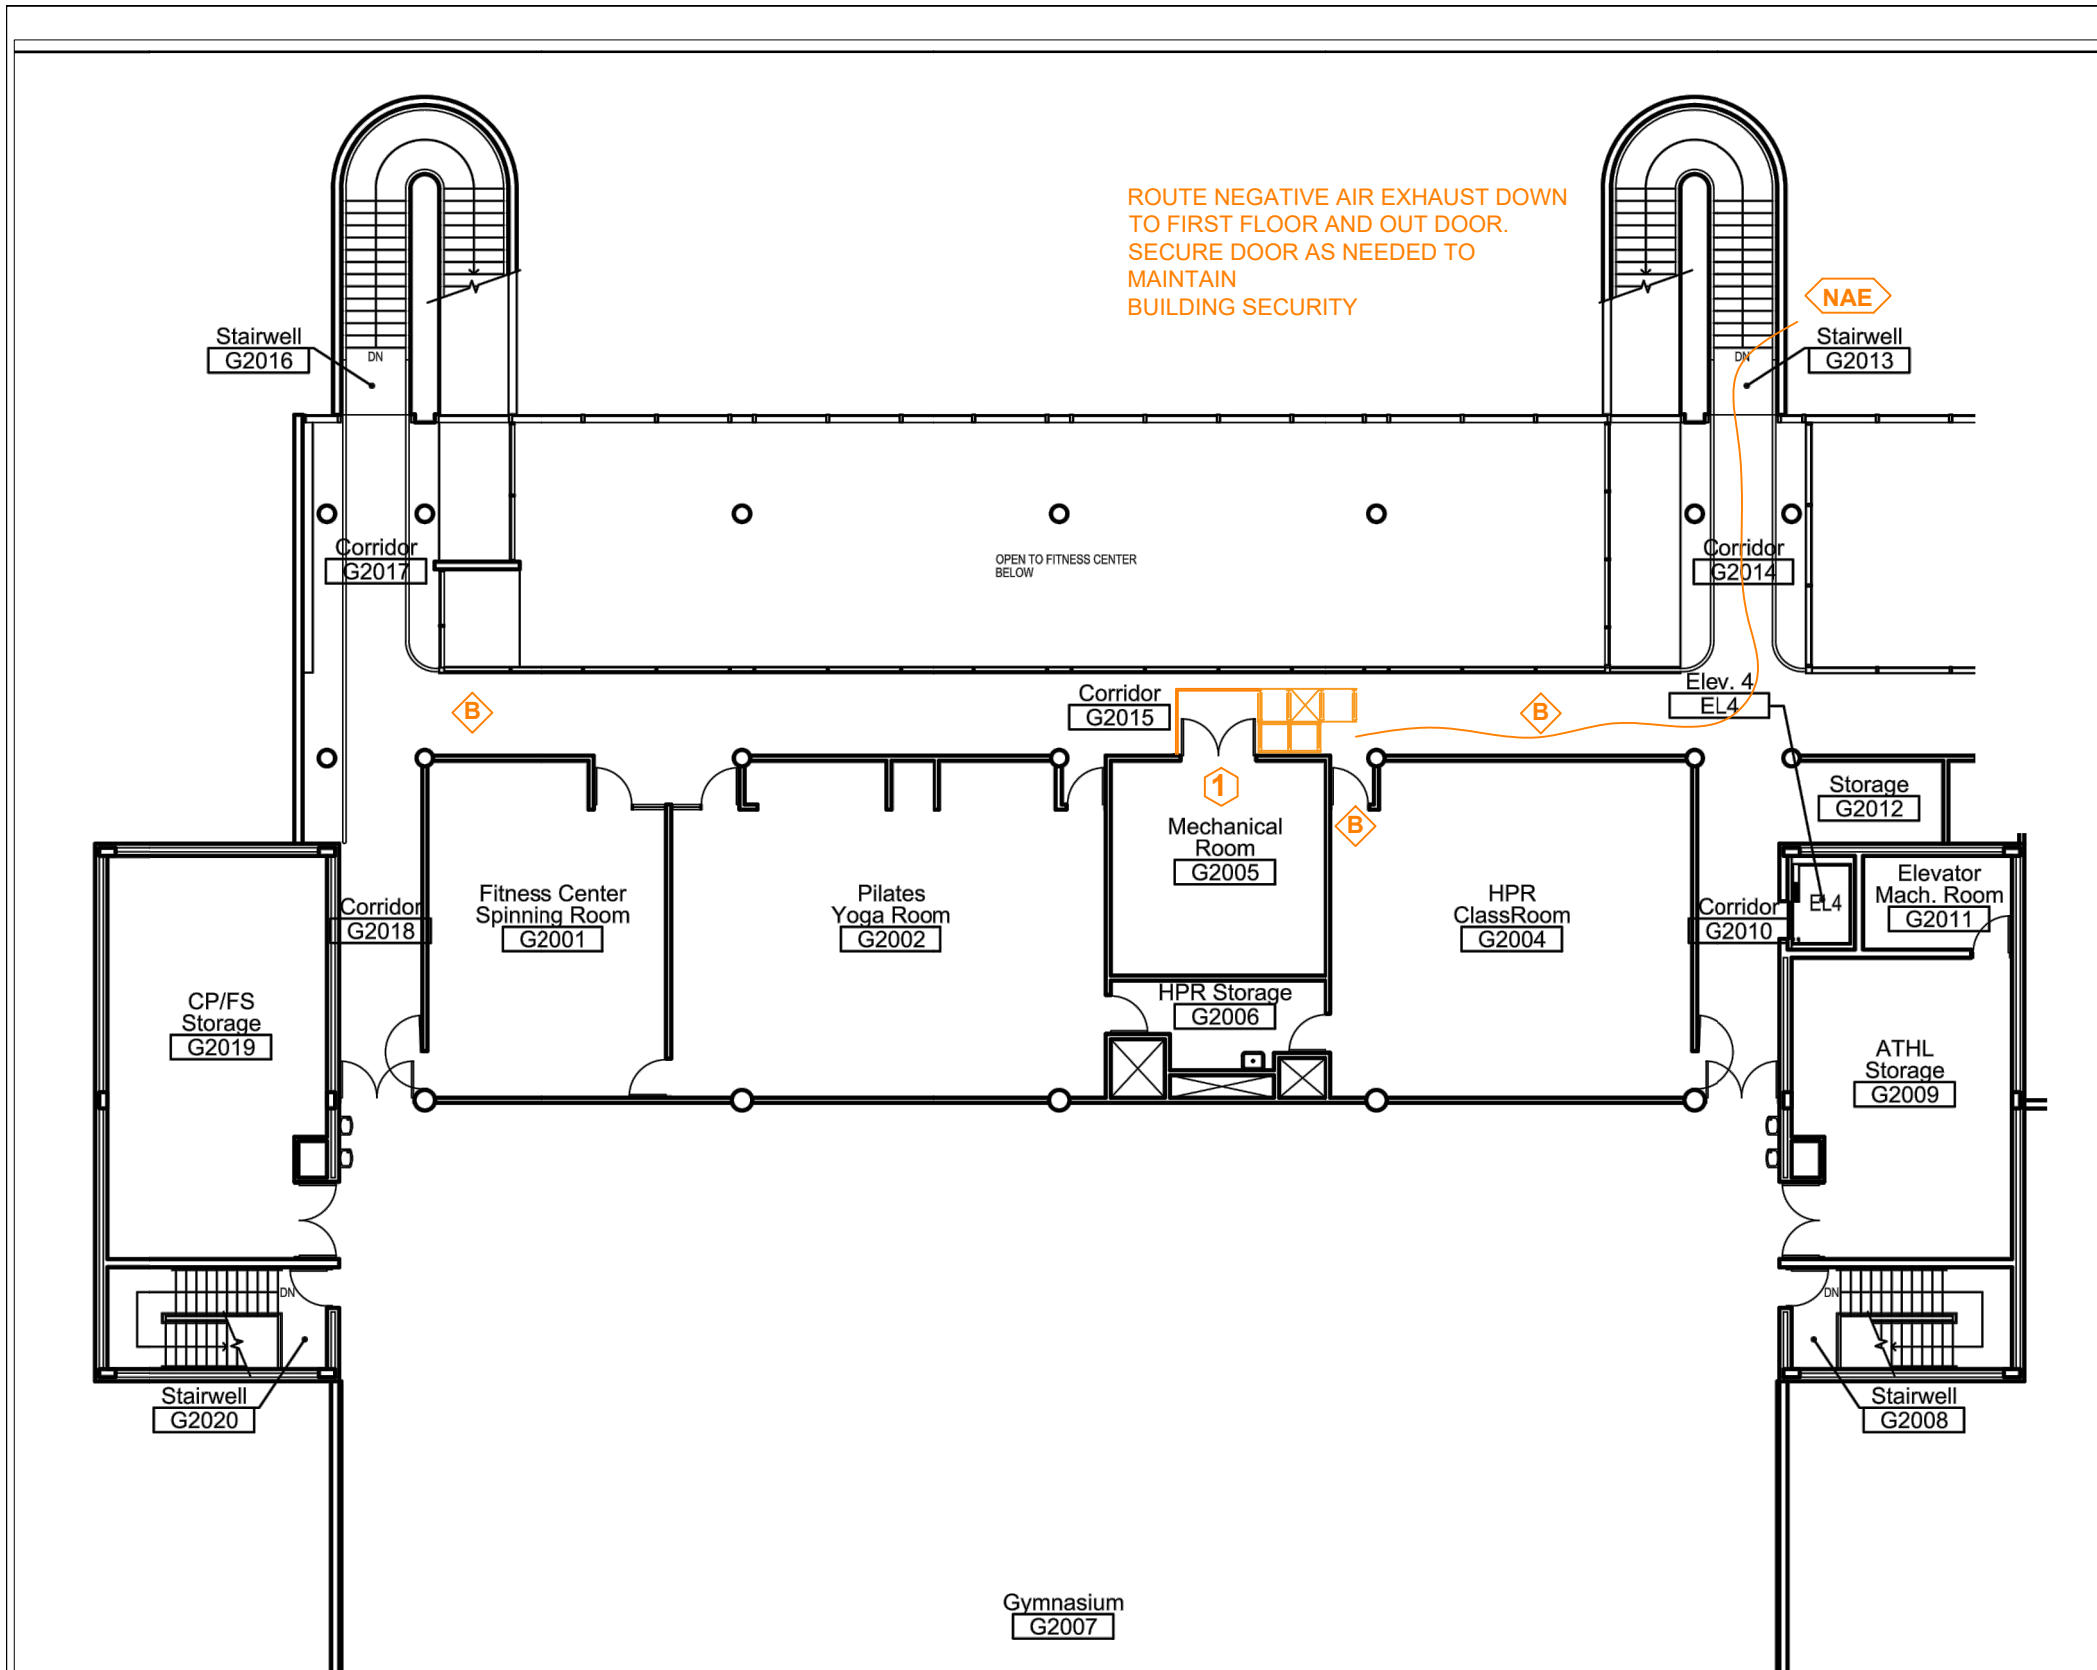 ROUTE NEGATIVE AIR EXHAUST DOWN
TO FIRST FLOOR AND OUT DOOR.
SECURE DOOR AS NEEDED TO
MAINTAIN
BUILDING SECURITY
NAE
Stairwell
G2016
DN
DN
Stairwell
G2013
Corridor
G2017
OPEN TO FITNESS CENTER
BELOW
Corridor
G2014
B
Corridor
G2015
B
Elev. 4
EL4
1
B
Mechanical
Room
G2005
Storage
G2012
Fitness Center
Spinning Room
G2001
Pilates
Yoga Room
G2002
HPR
ClassRoom
G2004
Corridor
G2018
Corridor
G2010
EL4
Elevator
Mach. Room
G2011
CP/FS
Storage
G2019
HPR Storage
G2006
ATHL
Storage
G2009
DN
DN
Stairwell
G2020
Stairwell
G2008
Gymnasium
G2007